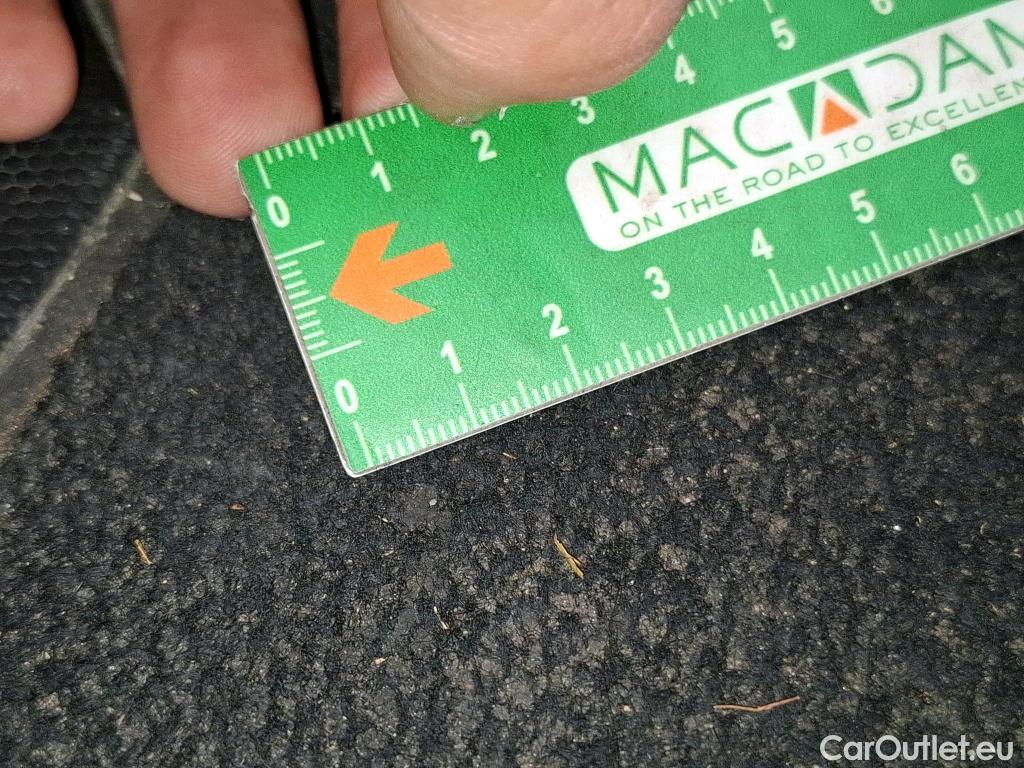 0 1 2 3 4 5 6
MACADAM
ON THE ROAD TO EXCELLEN
0 1 2 3 4 5 6
CarOutlet.eu